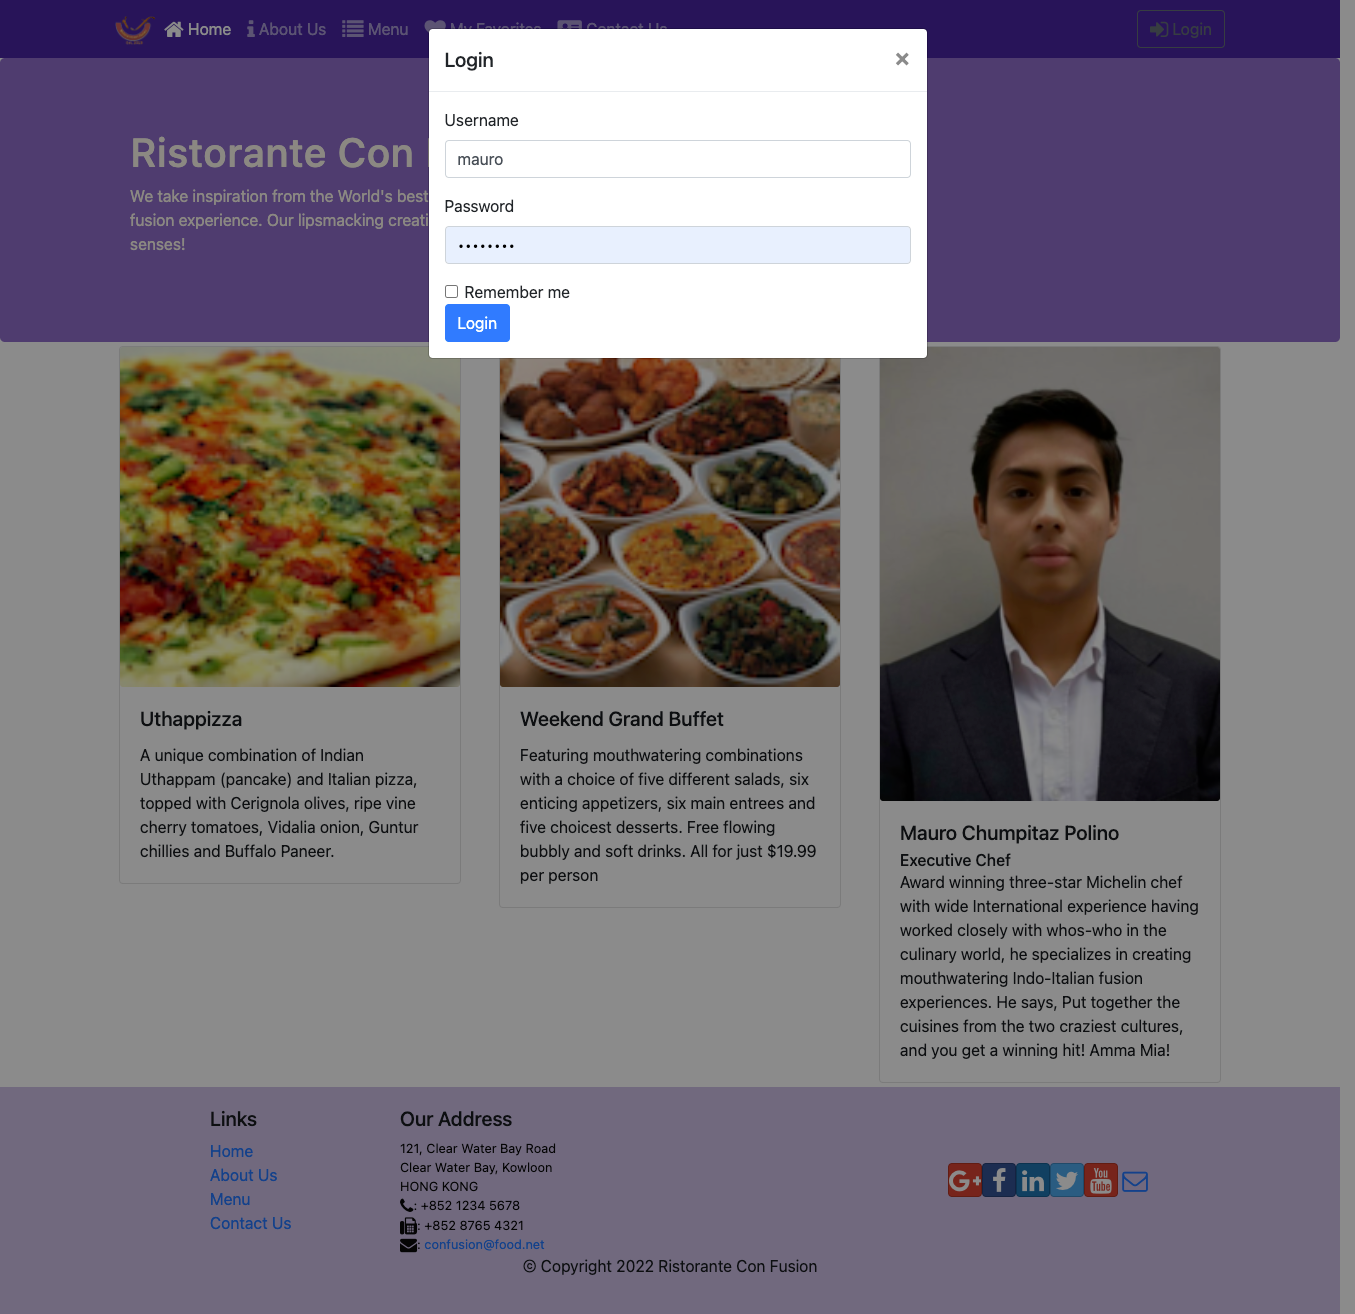 Home About Us Menu My Favorites Contact Us Login
Login ×
Username
mauro
Password
••••••••
Remember me
Login
Ristorante Con
We take inspiration from the World's best
fusion experience. Our lipsmacking creati
senses!
Uthappizza
A unique combination of Indian
Uthappam (pancake) and Italian pizza,
topped with Cerignola olives, ripe vine
cherry tomatoes, Vidalia onion, Guntur
chillies and Buffalo Paneer.
Weekend Grand Buffet
Featuring mouthwatering combinations
with a choice of five different salads, six
enticing appetizers, six main entrees and
five choicest desserts. Free flowing
bubbly and soft drinks. All for just $19.99
per person
Mauro Chumpitaz Polino
Executive Chef
Award winning three-star Michelin chef
with wide International experience having
worked closely with whos-who in the
culinary world, he specializes in creating
mouthwatering Indo-Italian fusion
experiences. He says, Put together the
cuisines from the two craziest cultures,
and you get a winning hit! Amma Mia!
Links
Home
About Us
Menu
Contact Us
Our Address
121, Clear Water Bay Road
Clear Water Bay, Kowloon
HONG KONG
: +852 1234 5678
: +852 8765 4321
: confusion@food.net
G+ f in You Tube
© Copyright 2022 Ristorante Con Fusion